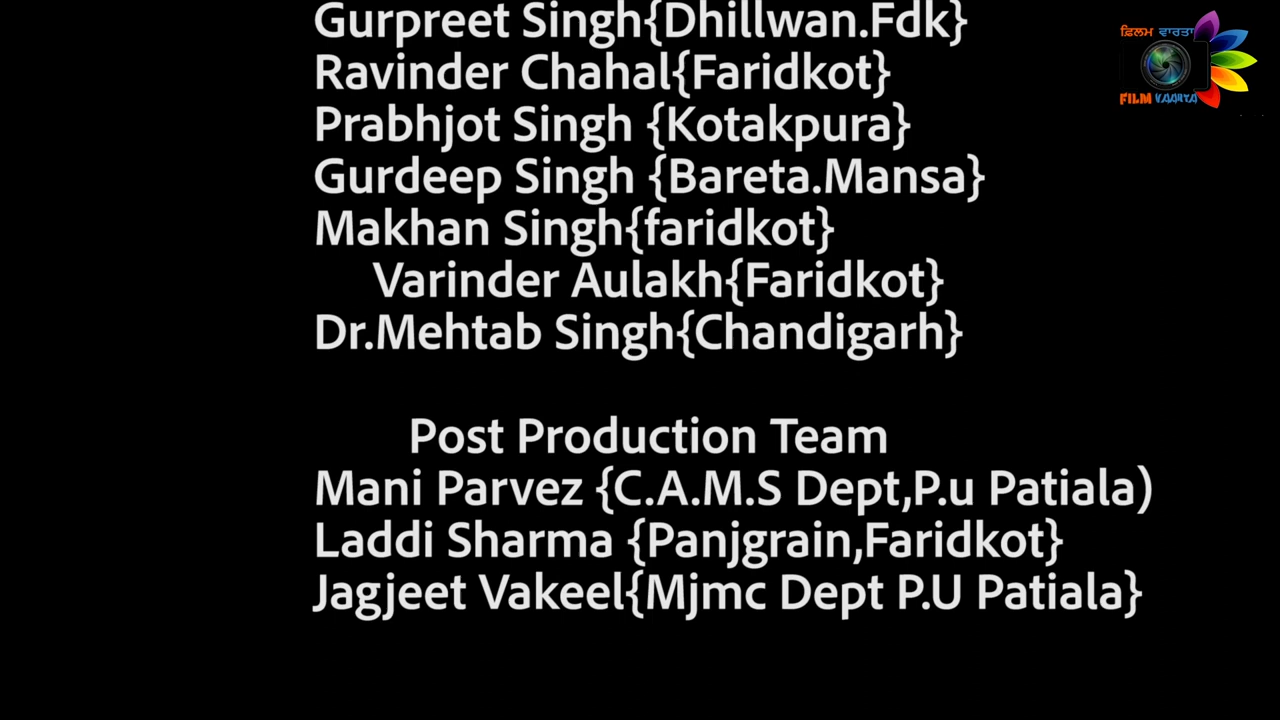 Gurpreet Singh{Dhillwan.Fdk}
Ravinder Chahal{Faridkot}
Prabhjot Singh {Kotakpura}
Gurdeep Singh {Bareta.Mansa}
Makhan Singh{faridkot}
Varinder Aulakh{Faridkot}
Dr.Mehtab Singh{Chandigarh}
Post Production Team
Mani Parvez {C.A.M.S Dept,P.u Patiala)
Laddi Sharma {Panjgrain,Faridkot}
Jagjeet Vakeel{Mjmc Dept P.U Patiala}
ਫ਼ਿਲਮ ਵਾਰਤਾ
FILM VAARTA